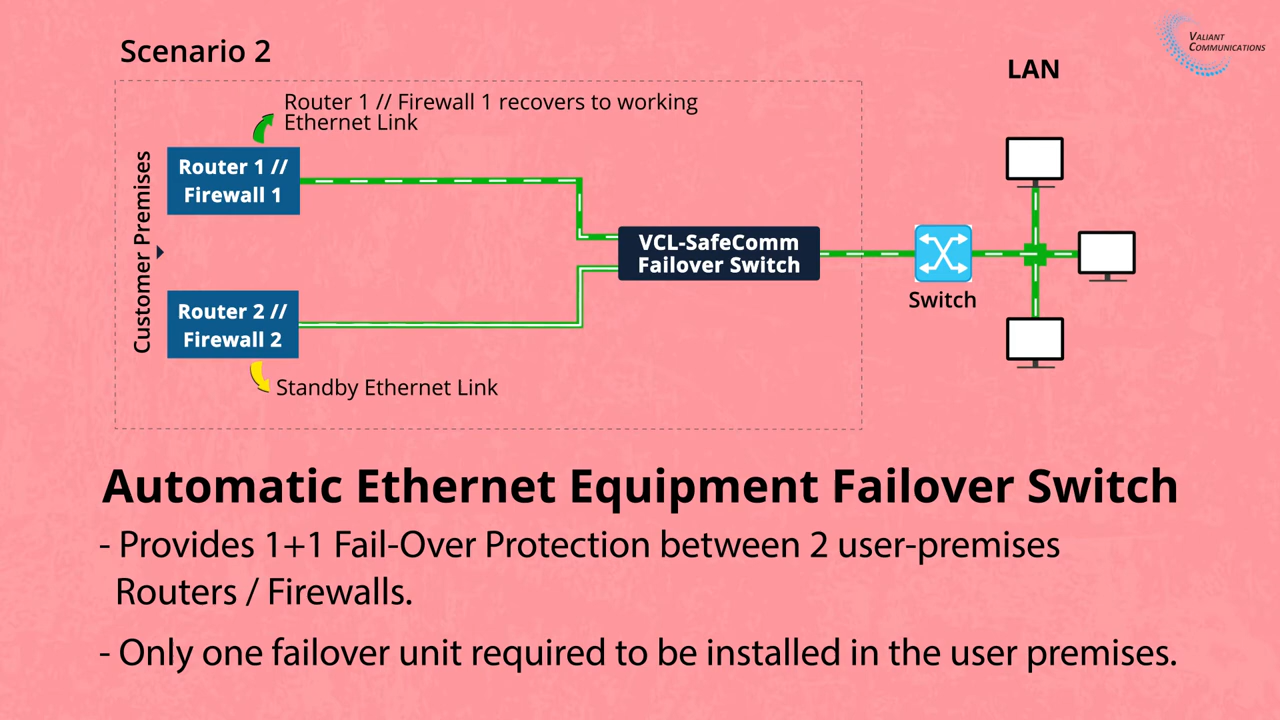 Scenario 2
VALIANT
COMMUNICATIONS
LAN
Router 1 // Firewall 1 recovers to working
Ethernet Link
Customer Premises
Router 1 //
Firewall 1
VCL-SafeComm
Failover Switch
Switch
Router 2 //
Firewall 2
Standby Ethernet Link
Automatic Ethernet Equipment Failover Switch
- Provides 1+1 Fail-Over Protection between 2 user-premises
Routers / Firewalls.
- Only one failover unit required to be installed in the user premises.